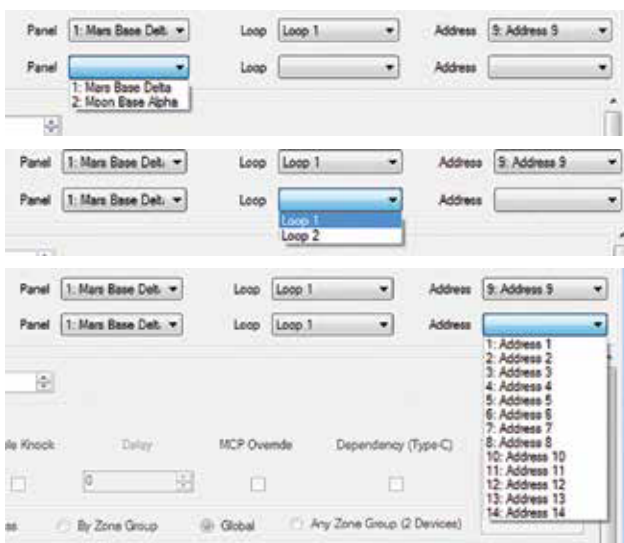 Panel 1: Mars Base Delt. Loop Loop 1 Address 9: Address 9
Panel Loop Address
1: Mars Base Delta
2: Moon Base Alpha
Panel 1: Mars Base Delt. Loop Loop 1 Address 9: Address 9
Panel 1: Mars Base Delt. Loop Address
Loop 1
Loop 2
Panel 1: Mars Base Delt. Loop Loop 1 Address 9: Address 9
Panel 1: Mars Base Delt. Loop Loop 1 Address
1: Address 1
2: Address 2
3: Address 3
4: Address 4
5: Address 5
6: Address 6
7: Address 7
8: Address 8
10: Address 10
11: Address 11
12: Address 12
13: Address 13
14: Address 14
le Knock Delay MCP Override Dependency (Type-C)
0
By Zone Group Global Any Zone Group (2 Devices)